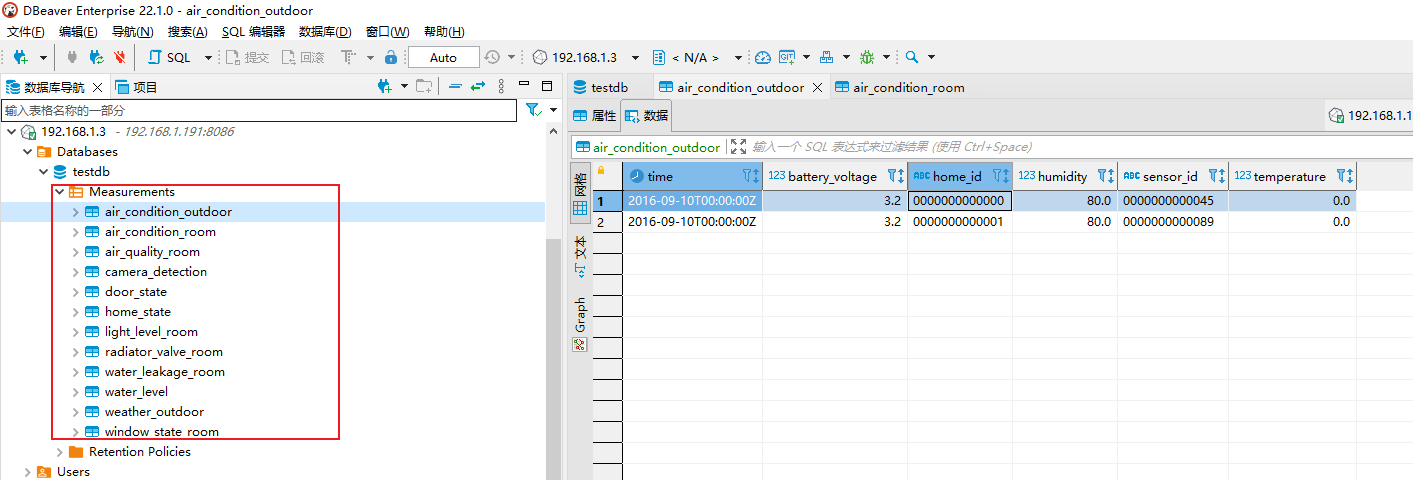 DBeaver Enterprise 22.1.0 - air_condition_outdoor
文件(F) 编辑(E) 导航(N) 搜索(A) SQL 编辑器 数据库(D) 窗口(W) 帮助(H)
SQL 提交 回滚 T Auto 192.168.1.3 < N/A > GIT
数据库导航 项目
输入表格名称的一部分
192.168.1.3 - 192.168.1.191:8086
Databases
testdb
Measurements
air_condition_outdoor
air_condition_room
air_quality_room
camera_detection
door_state
home_state
light_level_room
radiator_valve_room
water_leakage_room
water_level
weather_outdoor
window_state_room
Retention Policies
Users
testdb air_condition_outdoor air_condition_room
属性 数据 192.168.1.1
air_condition_outdoor 输入一个 SQL 表达式来过滤结果 (使用 Ctrl+Space)
网格
文本
Graph
time 123 battery_voltage ABC home_id 123 humidity ABC sensor_id 123 temperature
1 2016-09-10T00:00:00Z 3.2 0000000000000 80.0 0000000000045 0.0
2 2016-09-10T00:00:00Z 3.2 0000000000001 80.0 0000000000089 0.0